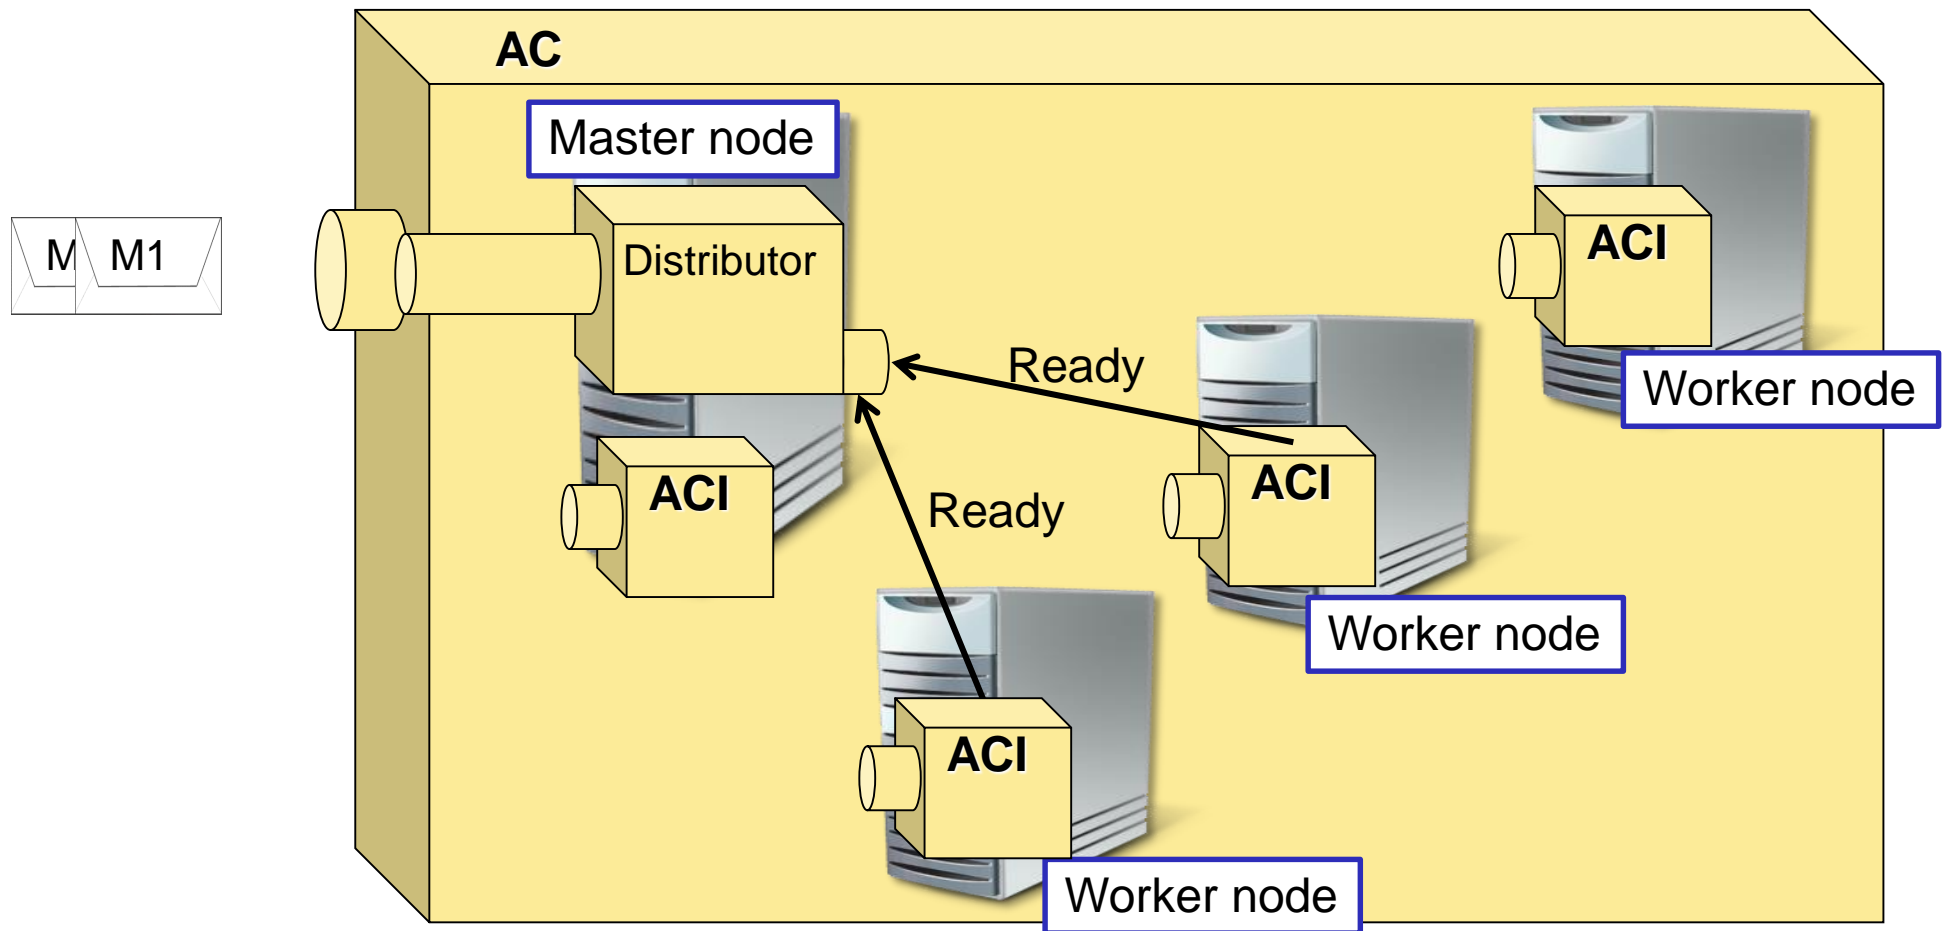 AC
Master node
M
M1
Distributor
ACI
Worker node
Ready
ACI
Worker node
ACI
Ready
ACI
Worker node